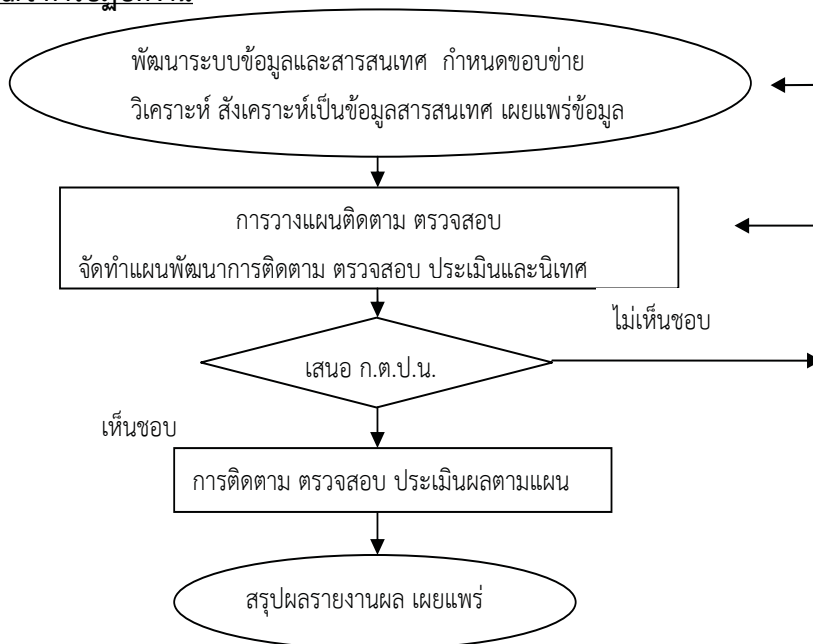 พัฒนาระบบข้อมูลและสารสนเทศ กำหนดขอบข่าย
วิเคราะห์ สังเคราะห์เป็นข้อมูลสารสนเทศ เผยแพร่ข้อมูล
การวางแผนติดตาม ตรวจสอบ
จัดทำแผนพัฒนาการติดตาม ตรวจสอบ ประเมินและนิเทศ
ไม่เห็นชอบ
เสนอ ก.ต.ป.น.
เห็นชอบ
การติดตาม ตรวจสอบ ประเมินผลตามแผน
สรุปผลรายงานผล เผยแพร่